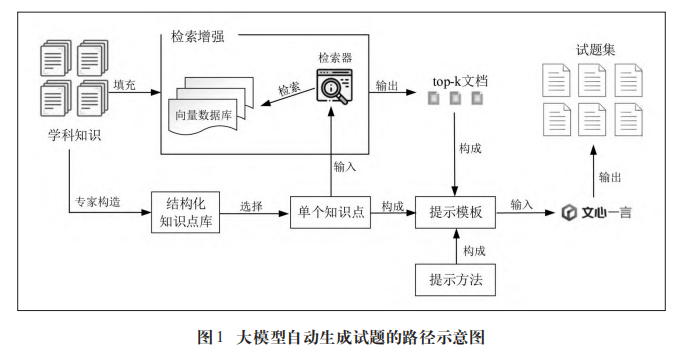 检索增强
试题集
检索器
填充
检索
输出
top-k文档
向量数据库
学科知识
构成
输入
输出
专家构造
结构化
知识点库
选择
单个知识点
构成
提示模板
输入
文心一言
构成
提示方法
图1 大模型自动生成试题的路径示意图